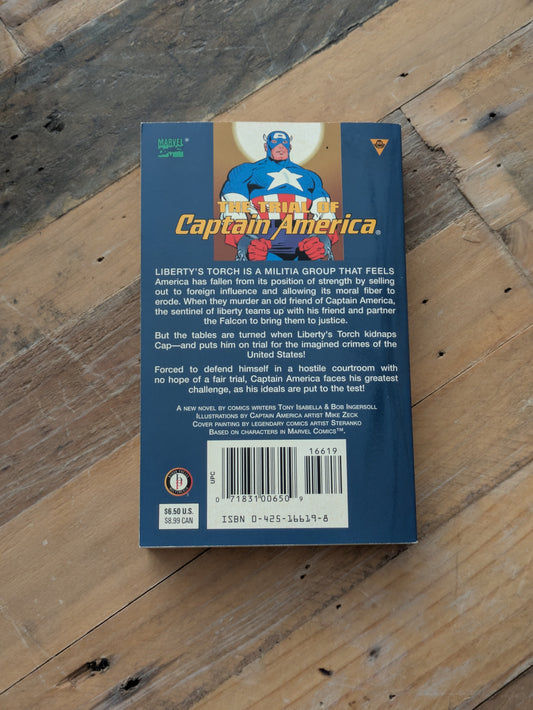 MARVEL
THE TRIAL OF
Captain America®
LIBERTY'S TORCH IS A MILITIA GROUP THAT FEELS
America has fallen from its position of strength by selling
out to foreign influence and allowing its moral fiber to
erode. When they murder an old friend of Captain America,
the sentinel of liberty teams up with his friend and partner
the Falcon to bring them to justice.
But the tables are turned when Liberty's Torch kidnaps
Cap—and puts him on trial for the imagined crimes of the
United States!
Forced to defend himself in a hostile courtroom with
no hope of a fair trial, Captain America faces his greatest
challenge, as his ideals are put to the test!
A NEW NOVEL BY COMICS WRITERS TONY ISABELLA & BOB INGERSOLL
ILLUSTRATIONS BY CAPTAIN AMERICA ARTIST MIKE ZECK
COVER PAINTING BY LEGENDARY COMICS ARTIST STERANKO
BASED ON CHARACTERS IN MARVEL COMICS™.
16619
UPC
0 71831 00650 9
$6.50 U.S.
$8.99 CAN
ISBN 0-425-16619-8